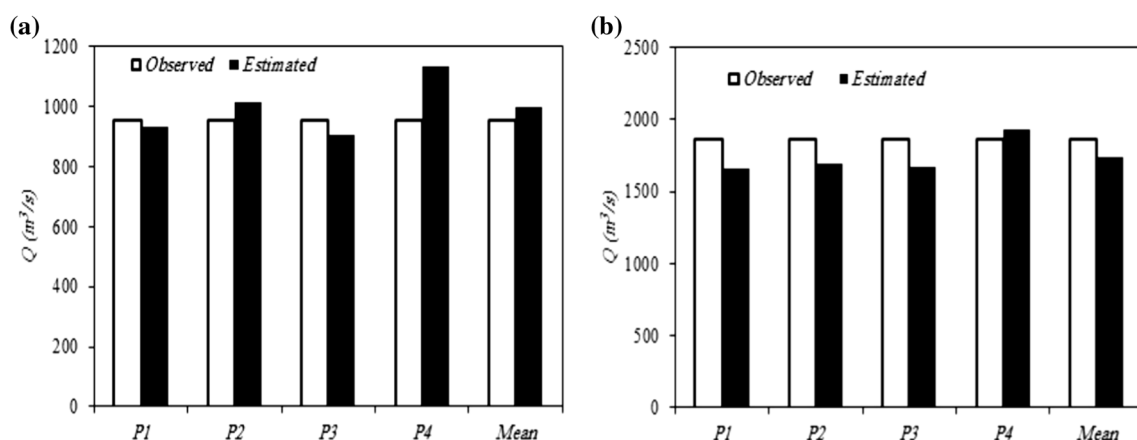 (a)
1200
1000
800
600
400
200
0
Q (m³/s)
Observed Estimated
P1 P2 P3 P4 Mean
(b)
2500
2000
1500
1000
500
0
Q (m³/s)
Observed Estimated
P1 P2 P3 P4 Mean